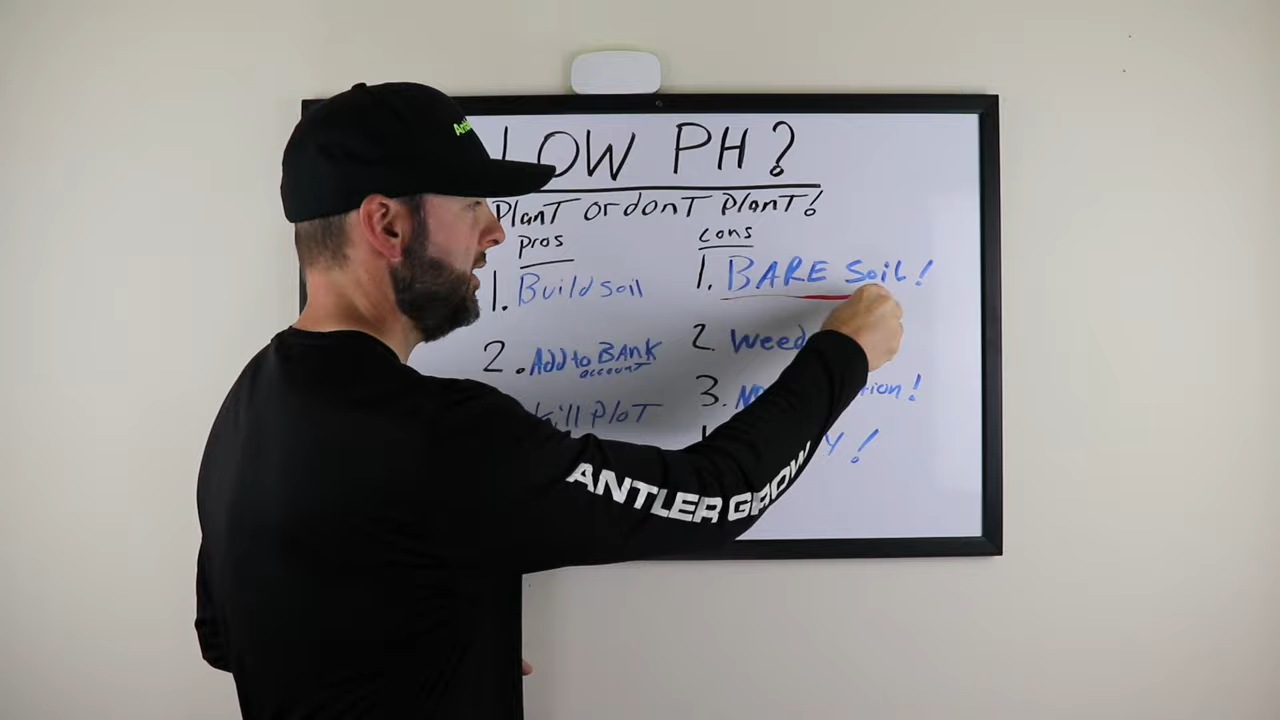 LOW PH?
PlanT or donT PlanT!
Pros
1. Build soil
2. Add to BANK
account
kill PloT
Cons
1. BARE Soil!
2. Weed
3.
ANTLER GROW